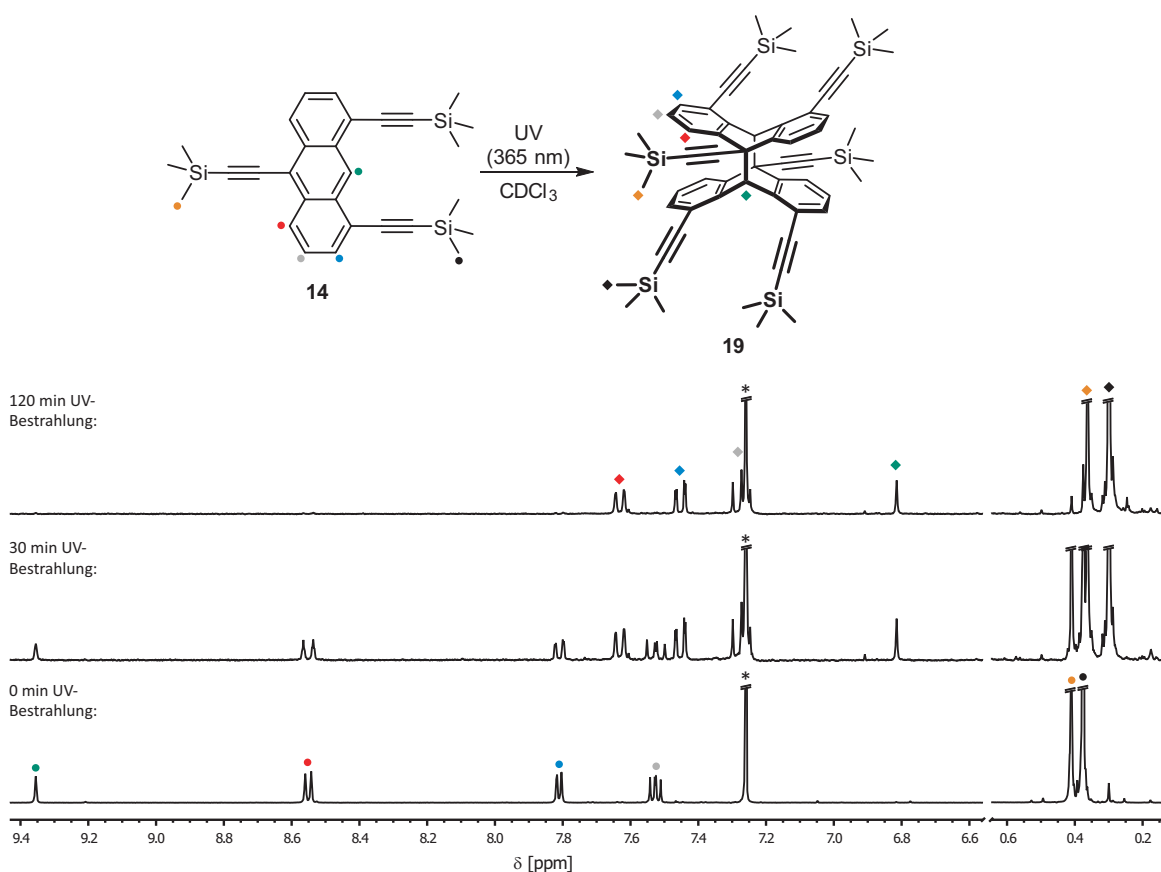 Si
Si
Si
Si
Si
Si
Si
Si
Si
UV
(365 nm)
CDCl3
14
19
120 min UV-
Bestrahlung:
*
30 min UV-
Bestrahlung:
*
0 min UV-
Bestrahlung:
*
9.4 9.2 9.0 8.8 8.6 8.4 8.2 8.0 7.8 7.6 7.4 7.2 7.0 6.8 6.6 0.6 0.4 0.2
δ [ppm]